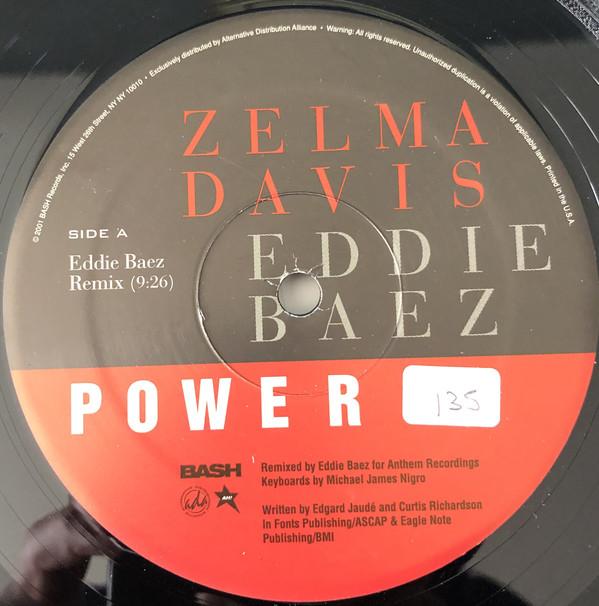 © 2001 BASH Records, Inc. 15 West 26th Street, NY NY 10010 • Exclusively distributed by Alternative Distribution Alliance • Warning: All rights reserved. Unauthorized duplication is a violation of applicable laws. Printed in the U.S.A.
ZELMA
DAVIS
SIDE A
EDDIE
BAEZ
Eddie Baez
Remix (9:26)
POWER
135
BASH
ada
AM!
Remixed by Eddie Baez for Anthem Recordings
Keyboards by Michael James Nigro
Written by Edgard Jaudé and Curtis Richardson
in Fonts Publishing/ASCAP & Eagle Note
Publishing/BMI